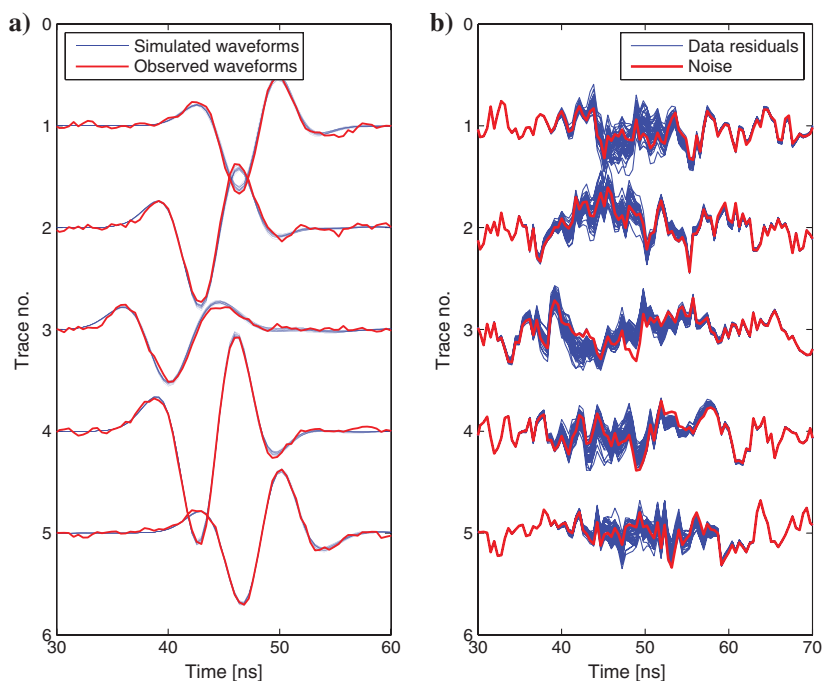 a)
Simulated waveforms
Observed waveforms
Trace no.
0
1
2
3
4
5
6
30
40
50
60
Time [ns]
b)
Data residuals
Noise
Trace no.
0
1
2
3
4
5
6
30
40
50
60
70
Time [ns]